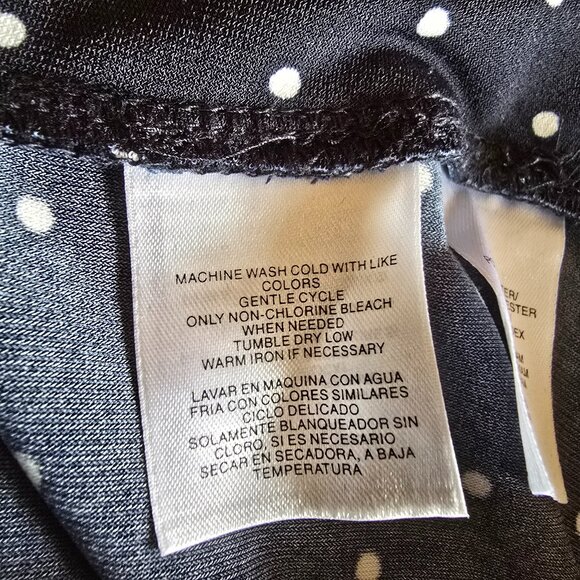 MACHINE WASH COLD WITH LIKE
COLORS
GENTLE CYCLE
ONLY NON-CHLORINE BLEACH
WHEN NEEDED
TUMBLE DRY LOW
WARM IRON IF NECESSARY
LAVAR EN MAQUINA CON AGUA
FRIA CON COLORES SIMILARES
CICLO DELICADO
SOLAMENTE BLANQUEADOR SIN
CLORO, SI ES NECESARIO
SECAR EN SECADORA, A BAJA
TEMPERATURA